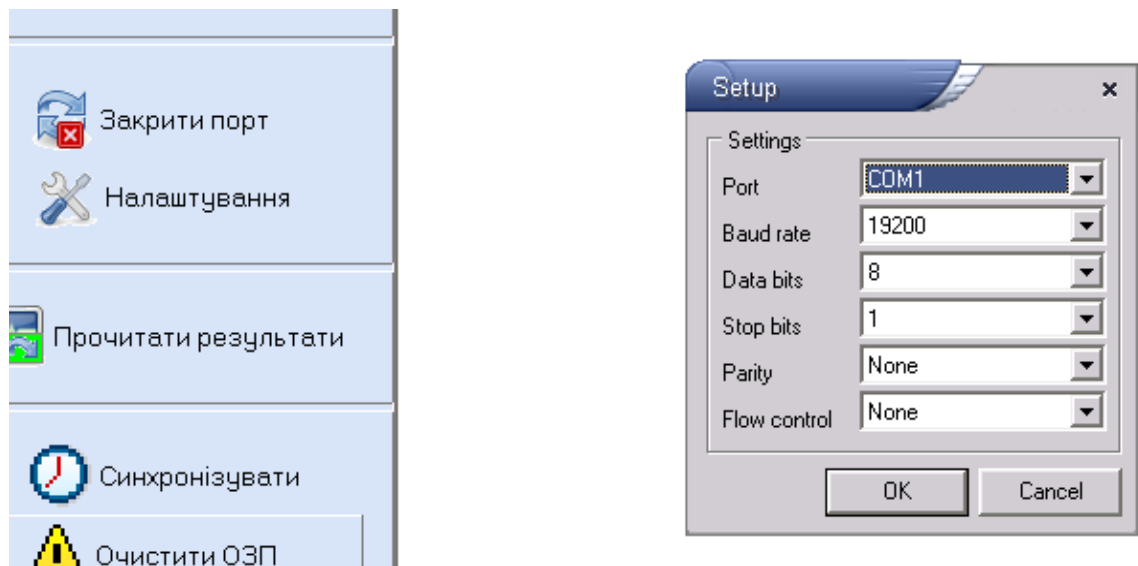 Закрити порт
Налаштування
Прочитати результати
Синхронізувати
Очистити ОЗП
Setup
Settings
Port COM1
Baud rate 19200
Data bits 8
Stop bits 1
Parity None
Flow control None
OK Cancel